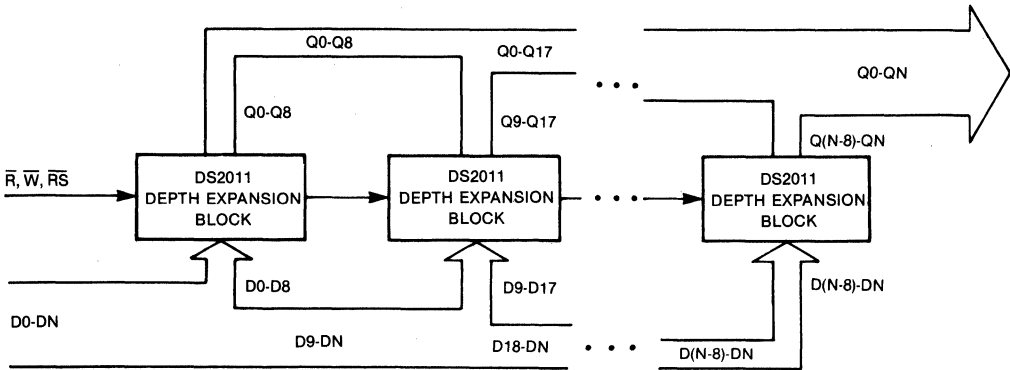 Q0-Q8
Q0-Q17
Q0-QN
Q0-Q8
Q9-Q17
Q(N-8)-QN
R̅, W̅, R̅S̅
DS2011
DEPTH EXPANSION
BLOCK
DS2011
DEPTH EXPANSION
BLOCK
DS2011
DEPTH EXPANSION
BLOCK
D0-D8
D9-D17
D(N-8)-DN
D0-DN
D9-DN
D18-DN
D(N-8)-DN